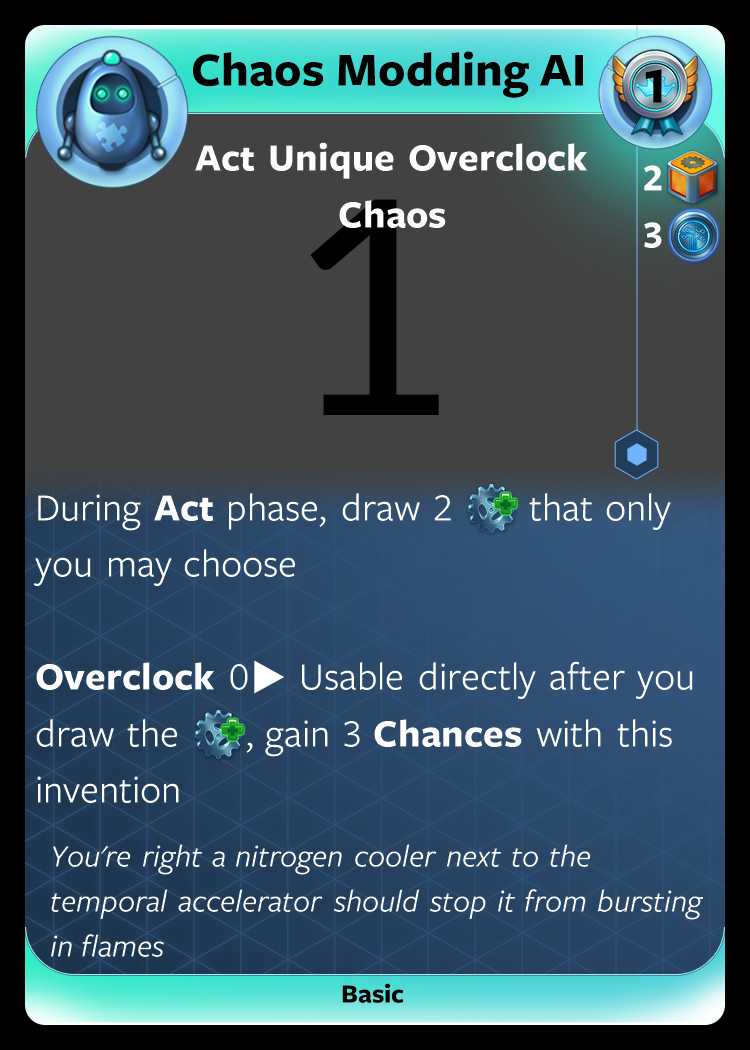 Chaos Modding AI
1
Act Unique Overclock
Chaos
2
3
1
During Act phase, draw 2 that only
you may choose
Overclock 0▶ Usable directly after you
draw the , gain 3 Chances with this
invention
You're right a nitrogen cooler next to the
temporal accelerator should stop it from bursting
in flames
Basic